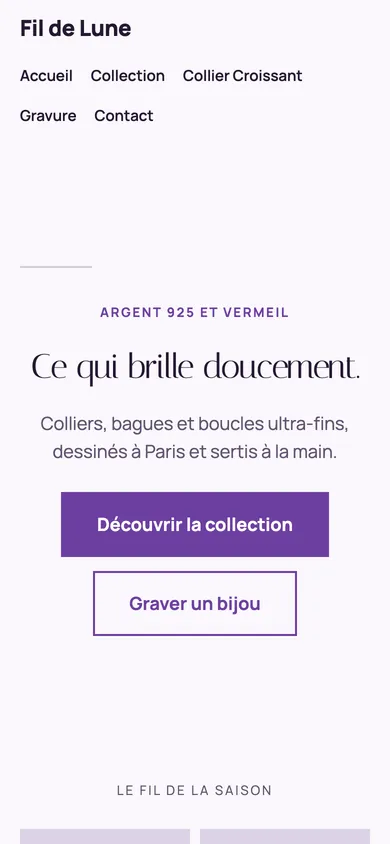 Fil de Lune
Accueil Collection Collier Croissant
Gravure Contact
ARGENT 925 ET VERMEIL
Ce qui brille doucement.
Colliers, bagues et boucles ultra-fins,
dessinés à Paris et sertis à la main.
Découvrir la collection
Graver un bijou
LE FIL DE LA SAISON